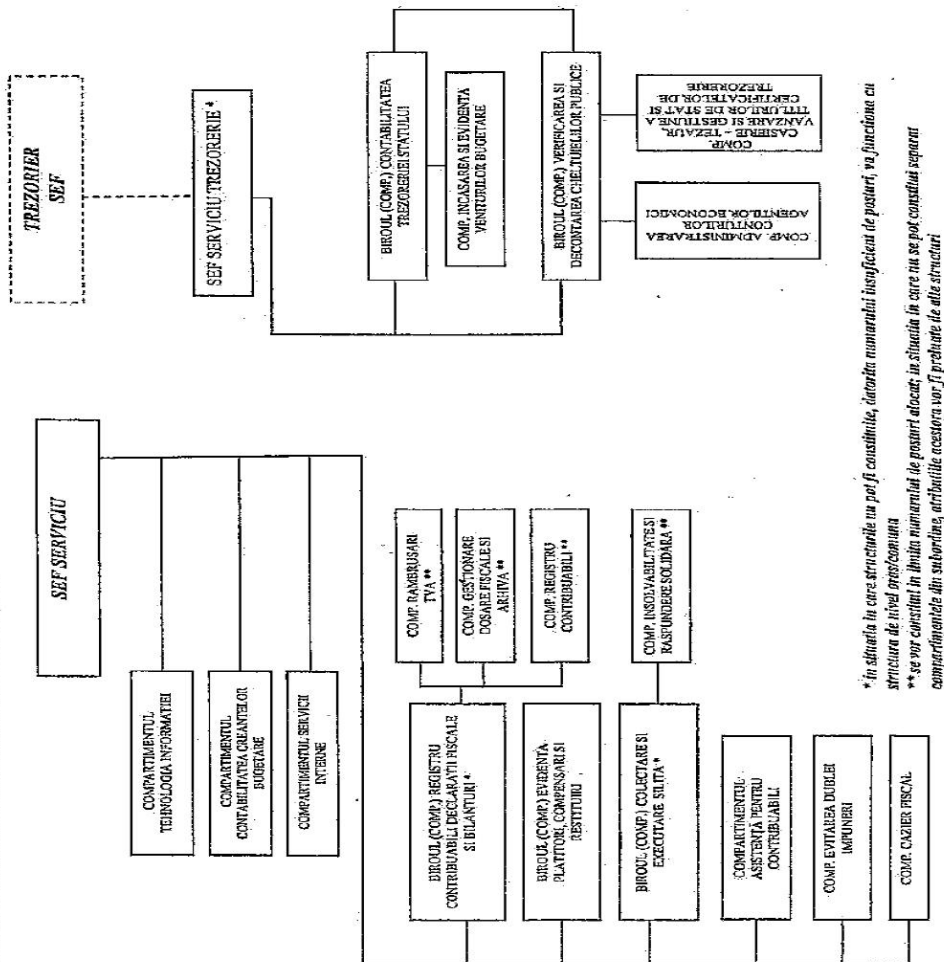 TREZORIER
SEF
SEF SERVICIU TREZORERIE *
BIROUL (COMP.) CONTABILITATEA
TREZORERIEI STATULUI
COMP. INCASAREA SI EVIDENTA
VENITURILOR BUGETARE
BIROUL (COMP.) VERIFICAREA SI
DECONTAREA CHELTUIELILOR PUBLICE
COMP. ADMINISTRAREA
CONTURILOR
AGENTILOR ECONOMICI
COMP.
CASIERIE - TEZAUR,
VANZARE SI GESTIUNE A
TITLURILOR DE STAT SI
CERTIFICATELOR DE
TREZORERIE
SEF SERVICIU
COMPARTIMENTUL
TEHNOLOGIA INFORMATIEI
COMPARTIMENTUL
CONTABILITATEA CREANTELOR
BUGETARE
COMPARTIMENTUL SERVICII
INTERNE
BIROUL (COMP.) REGISTRU
CONTRIBUABILI DECLARATII FISCALE
SI BILANTURI *
COMP. RAMBRUSARI
TVA **
COMP. GESTIONARE
DOSARE FISCALE SI
ARHIVA **
COMP. REGISTRU
CONTRIBUABILI **
BIROUL (COMP.) EVIDENTA
PLATITORI, COMPENSARI SI
RESTITUIRI
BIROUL (COMP.) COLECTARE SI
EXECUTARE SILITA *
COMP. INSOLVABILITATE SI
RASPUNDERE SOLIDARA **
COMPARTIMENTUL
ASISTENȚĂ PENTRU
CONTRIBUABILI
COMP. EVITAREA DUBLEI
IMPUNERI
COMP. CAZIER FISCAL
* in situatia in care structurile nu pot fi constituite, datorita numarului insuficient de posturi, va functiona cu
structura de nivel
** se vor constitui in limita numarului de posturi alocat; in situatia in care nu se pot constitui separat
compartimentele din subordine, atributiile acestora vor fi preluate de alte structuri